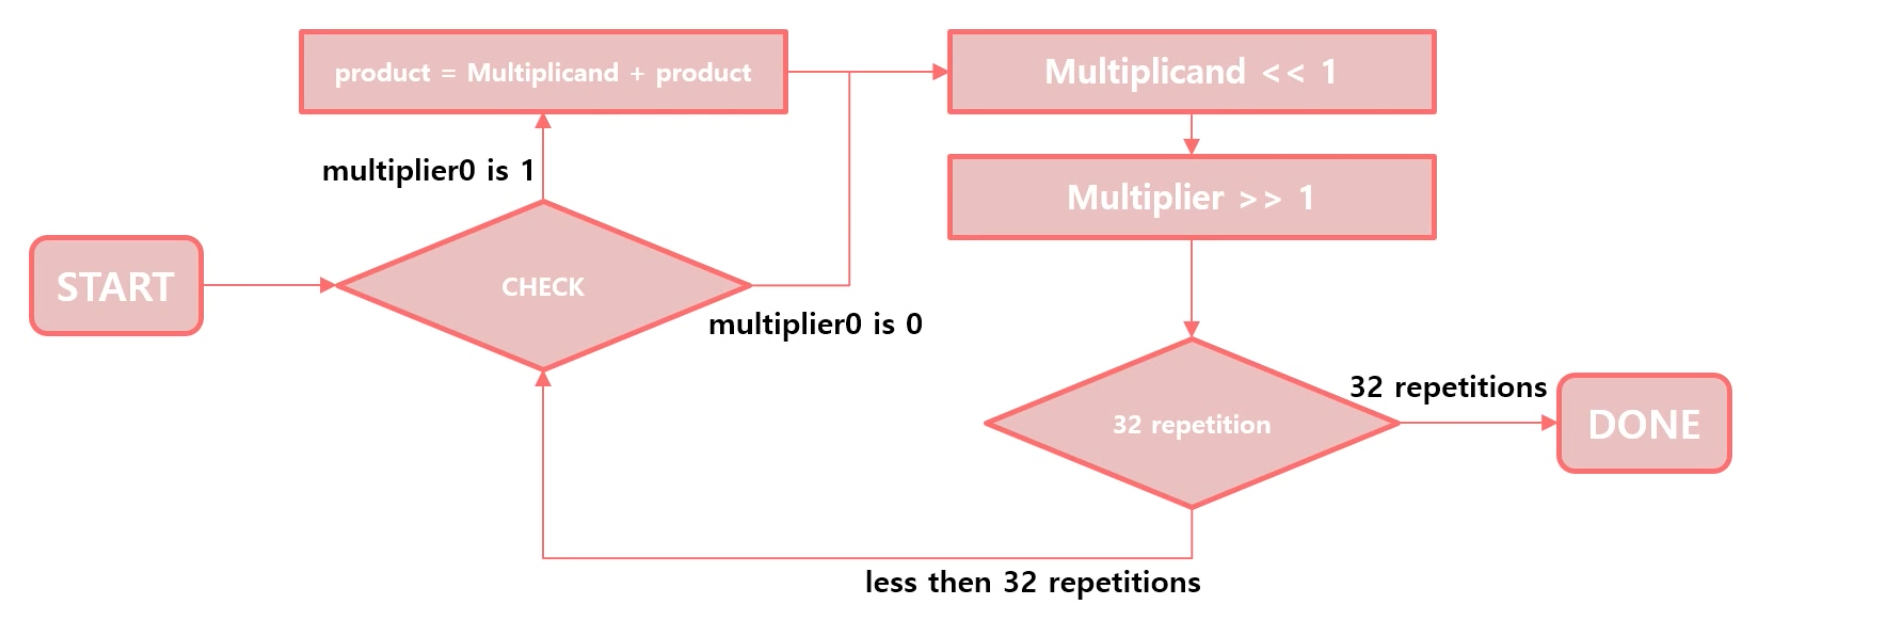 START
CHECK
multiplier0 is 1
product = Multiplicand + product
multiplier0 is 0
Multiplicand << 1
Multiplier >> 1
32 repetition
32 repetitions
DONE
less then 32 repetitions